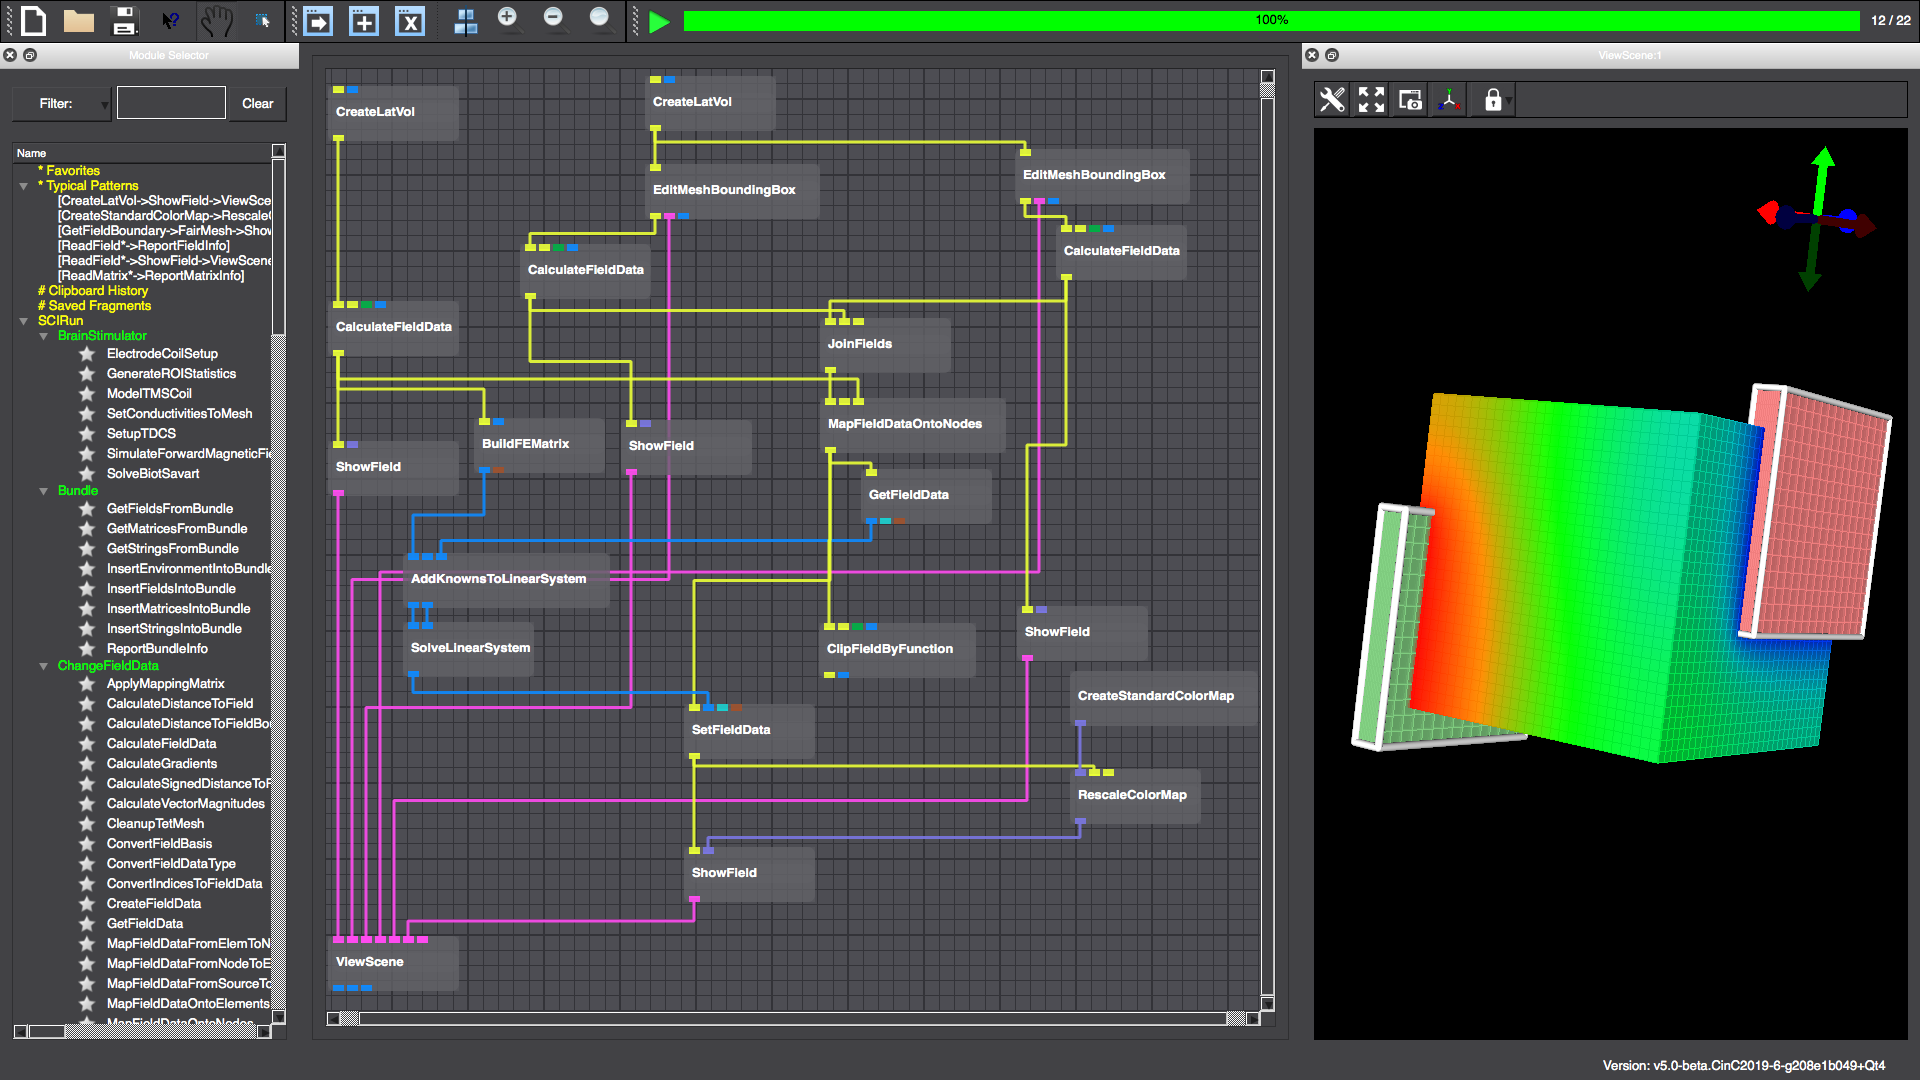 100%
12 / 22
Module Selector
Filter:
Clear
Name
* Favorites
* Typical Patterns
[CreateLatVol->ShowField->ViewSce
[CreateStandardColorMap->Rescale
[GetFieldBoundary->FairMesh->Sho
[ReadField*->ReportFieldInfo]
[ReadField*->ShowField->ViewScene
[ReadMatrix*->ReportMatrixInfo]
# Clipboard History
# Saved Fragments
SCIRun
BrainStimulator
ElectrodeCoilSetup
GenerateROIStatistics
ModelTMSCoil
SetConductivitiesToMesh
SetupTDCS
SimulateForwardMagneticFie
SolveBiotSavart
Bundle
GetFieldsFromBundle
GetMatricesFromBundle
GetStringsFromBundle
InsertEnvironmentIntoBundle
InsertFieldsIntoBundle
InsertMatricesIntoBundle
InsertStringsIntoBundle
ReportBundleInfo
ChangeFieldData
ApplyMappingMatrix
CalculateDistanceToField
CalculateDistanceToFieldBou
CalculateFieldData
CalculateGradients
CalculateSignedDistanceToF
CalculateVectorMagnitudes
CleanupTetMesh
ConvertFieldBasis
ConvertFieldDataType
ConvertIndicesToFieldData
CreateFieldData
GetFieldData
MapFieldDataFromElemToN
MapFieldDataFromNodeToE
MapFieldDataFromSourceTo
MapFieldDataOntoElements
MapFieldDataOntoNodes
CreateLatVol
CreateLatVol
EditMeshBoundingBox
EditMeshBoundingBox
CalculateFieldData
CalculateFieldData
CalculateFieldData
JoinFields
MapFieldDataOntoNodes
BuildFEMatrix
ShowField
ShowField
GetFieldData
AddKnownsToLinearSystem
SolveLinearSystem
ClipFieldByFunction
ShowField
CreateStandardColorMap
SetFieldData
RescaleColorMap
ShowField
ViewScene
ViewScene:1
Version: v5.0-beta.CinC2019-6-g208e1b049+Qt4